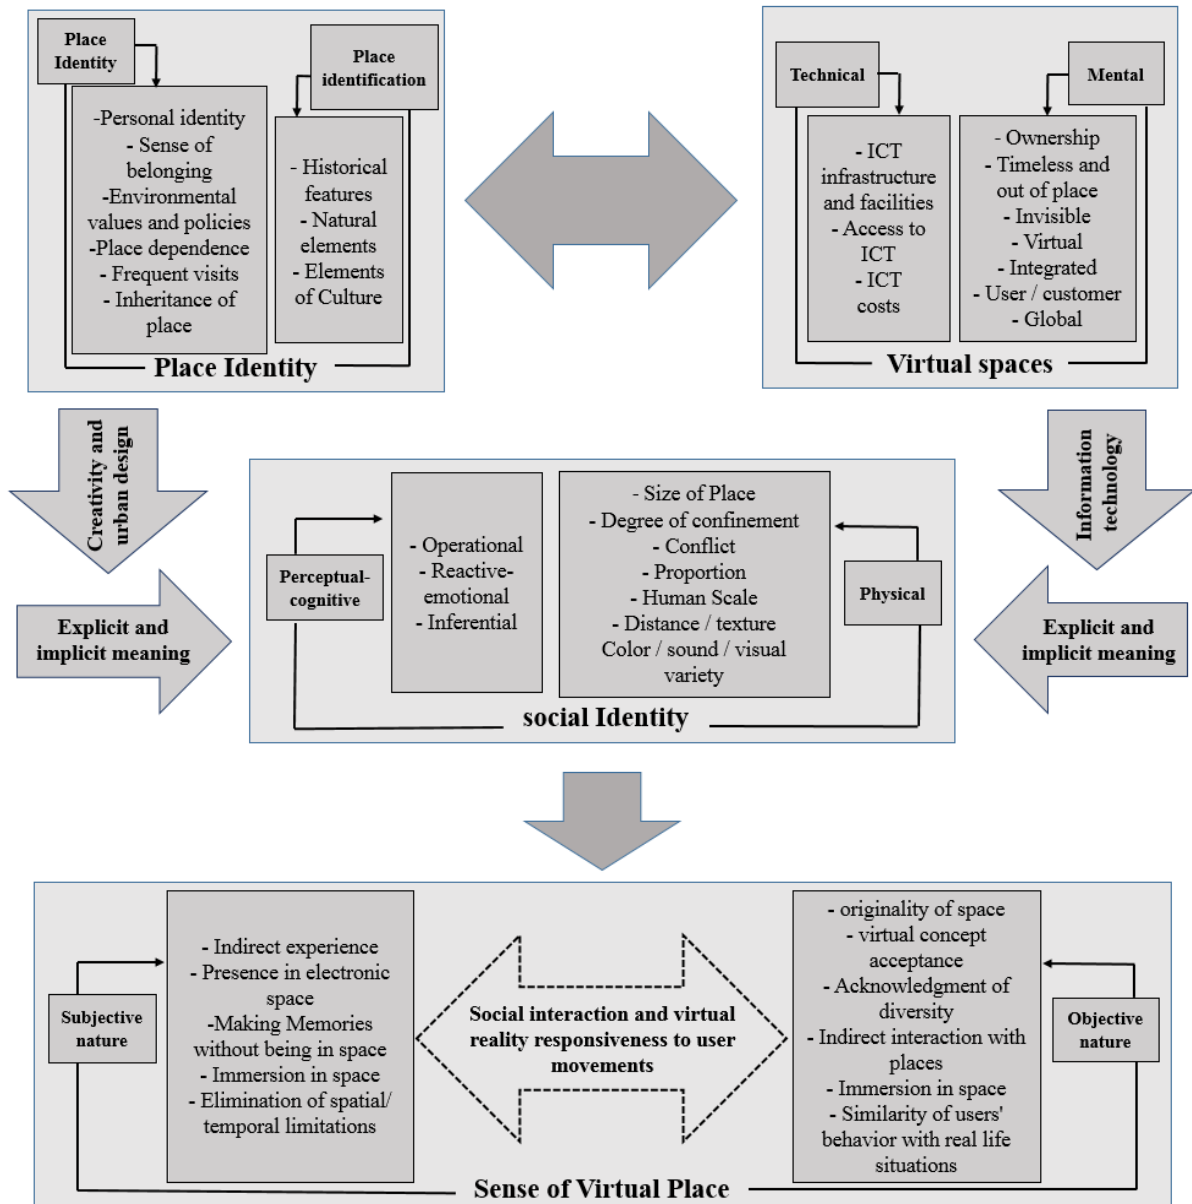 Place
Identity
Place
identification
-Personal identity
- Sense of
belonging
-Environmental
values and policies
-Place dependence
- Frequent visits
- Inheritance of
place
- Historical
features
- Natural
elements
- Elements
of Culture
Place Identity
Technical
Mental
- ICT
infrastructure
and facilities
- Access to
ICT
- ICT
costs
- Ownership
- Timeless and
out of place
- Invisible
- Virtual
- Integrated
- User / customer
- Global
Virtual spaces
Creativity and
urban design
Information
technology
Explicit and
implicit meaning
Perceptual-
cognitive
- Operational
- Reactive-
emotional
- Inferential
- Size of Place
- Degree of confinement
- Conflict
- Proportion
- Human Scale
- Distance / texture
Color / sound / visual
variety
Physical
social Identity
Explicit and
implicit meaning
Subjective
nature
- Indirect experience
- Presence in electronic
space
-Making Memories
without being in space
- Immersion in space
- Elimination of spatial/
temporal limitations
Social interaction and virtual
reality responsiveness to user
movements
- originality of space
- virtual concept
acceptance
- Acknowledgment of
diversity
- Indirect interaction with
places
- Immersion in space
- Similarity of users'
behavior with real life
situations
Objective
nature
Sense of Virtual Place